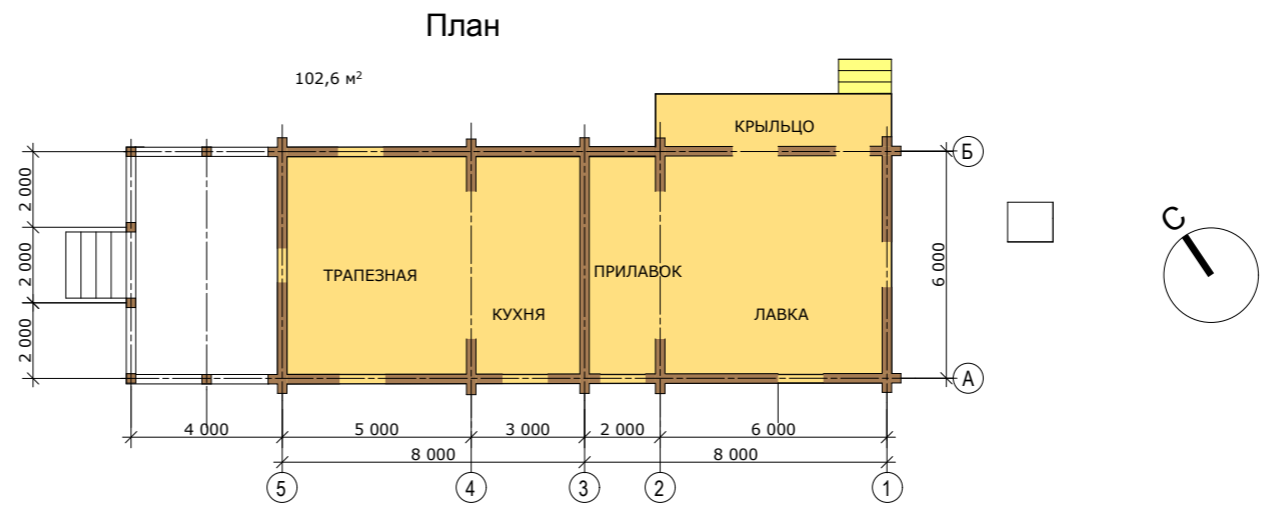 План
102,6 м²
КРЫЛЬЦО
Б
С
2 000
2 000
2 000
6 000
ТРАПЕЗНАЯ
ПРИЛАВОК
КУХНЯ
ЛАВКА
А
4 000
5 000
3 000
2 000
6 000
8 000
8 000
5
4
3
2
1